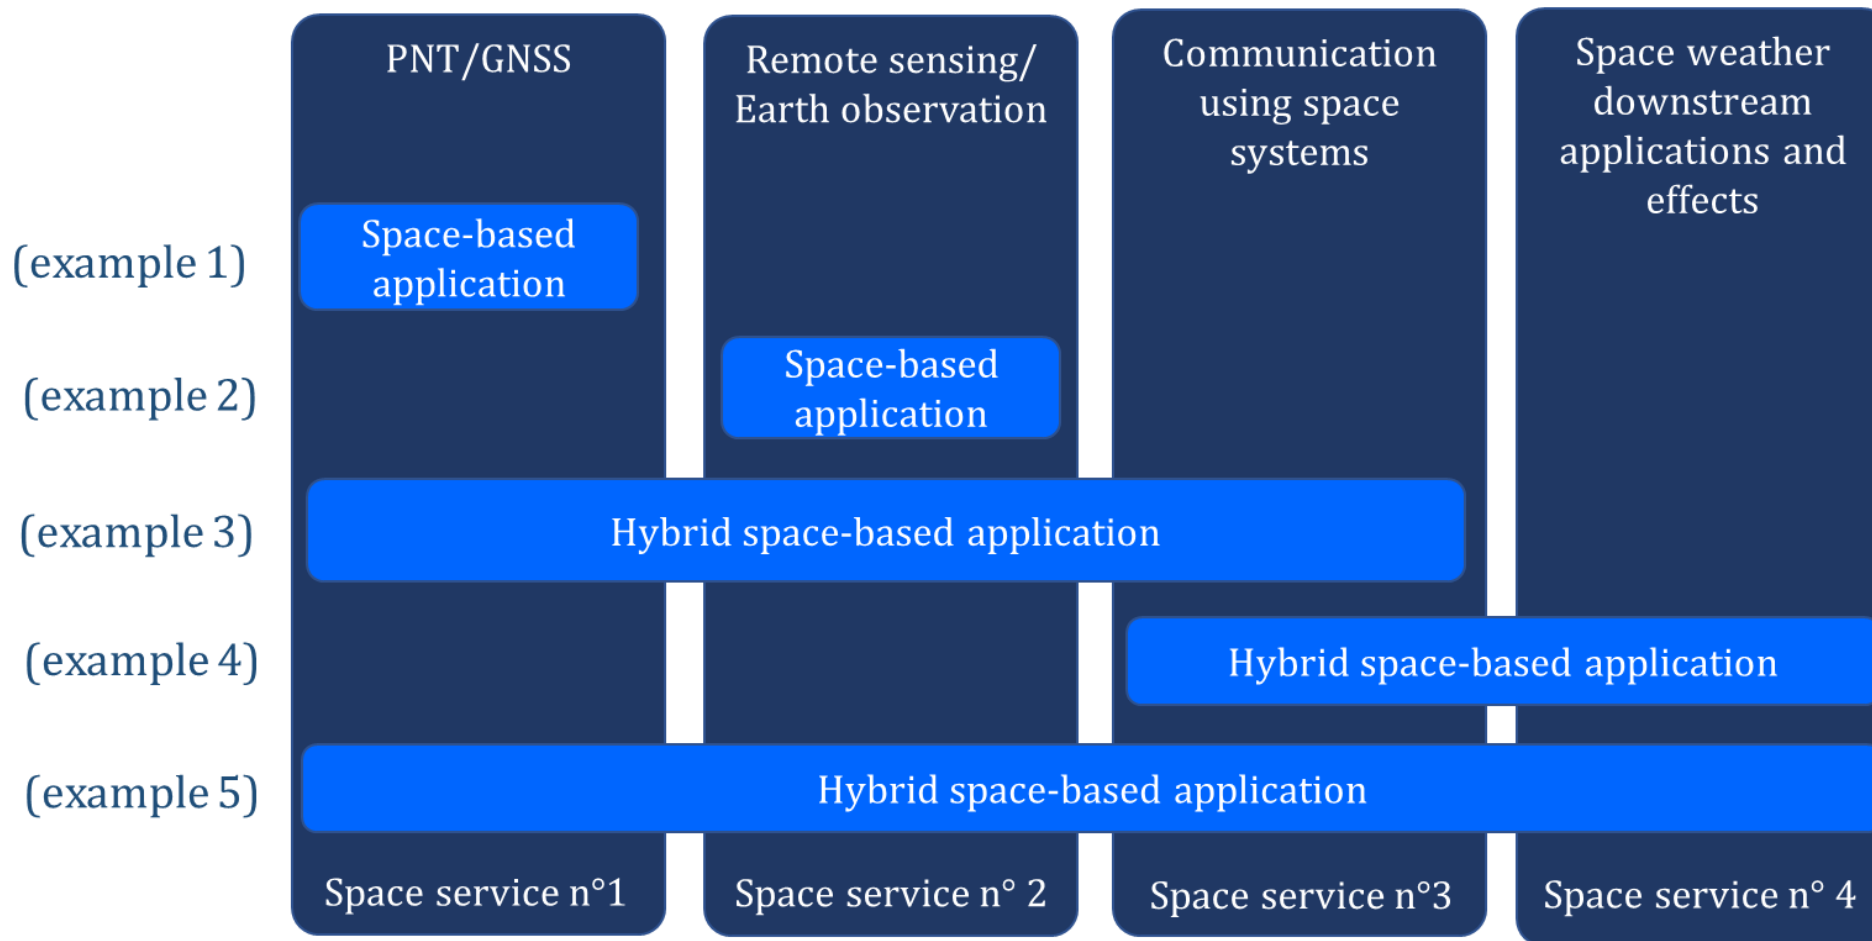 PNT/GNSS
Remote sensing/
Earth observation
Communication
using space
systems
Space weather
downstream
applications and
effects
(example 1)
Space-based
application
(example 2)
Space-based
application
(example 3)
Hybrid space-based application
(example 4)
Hybrid space-based application
(example 5)
Hybrid space-based application
Space service n°1
Space service n° 2
Space service n°3
Space service n° 4